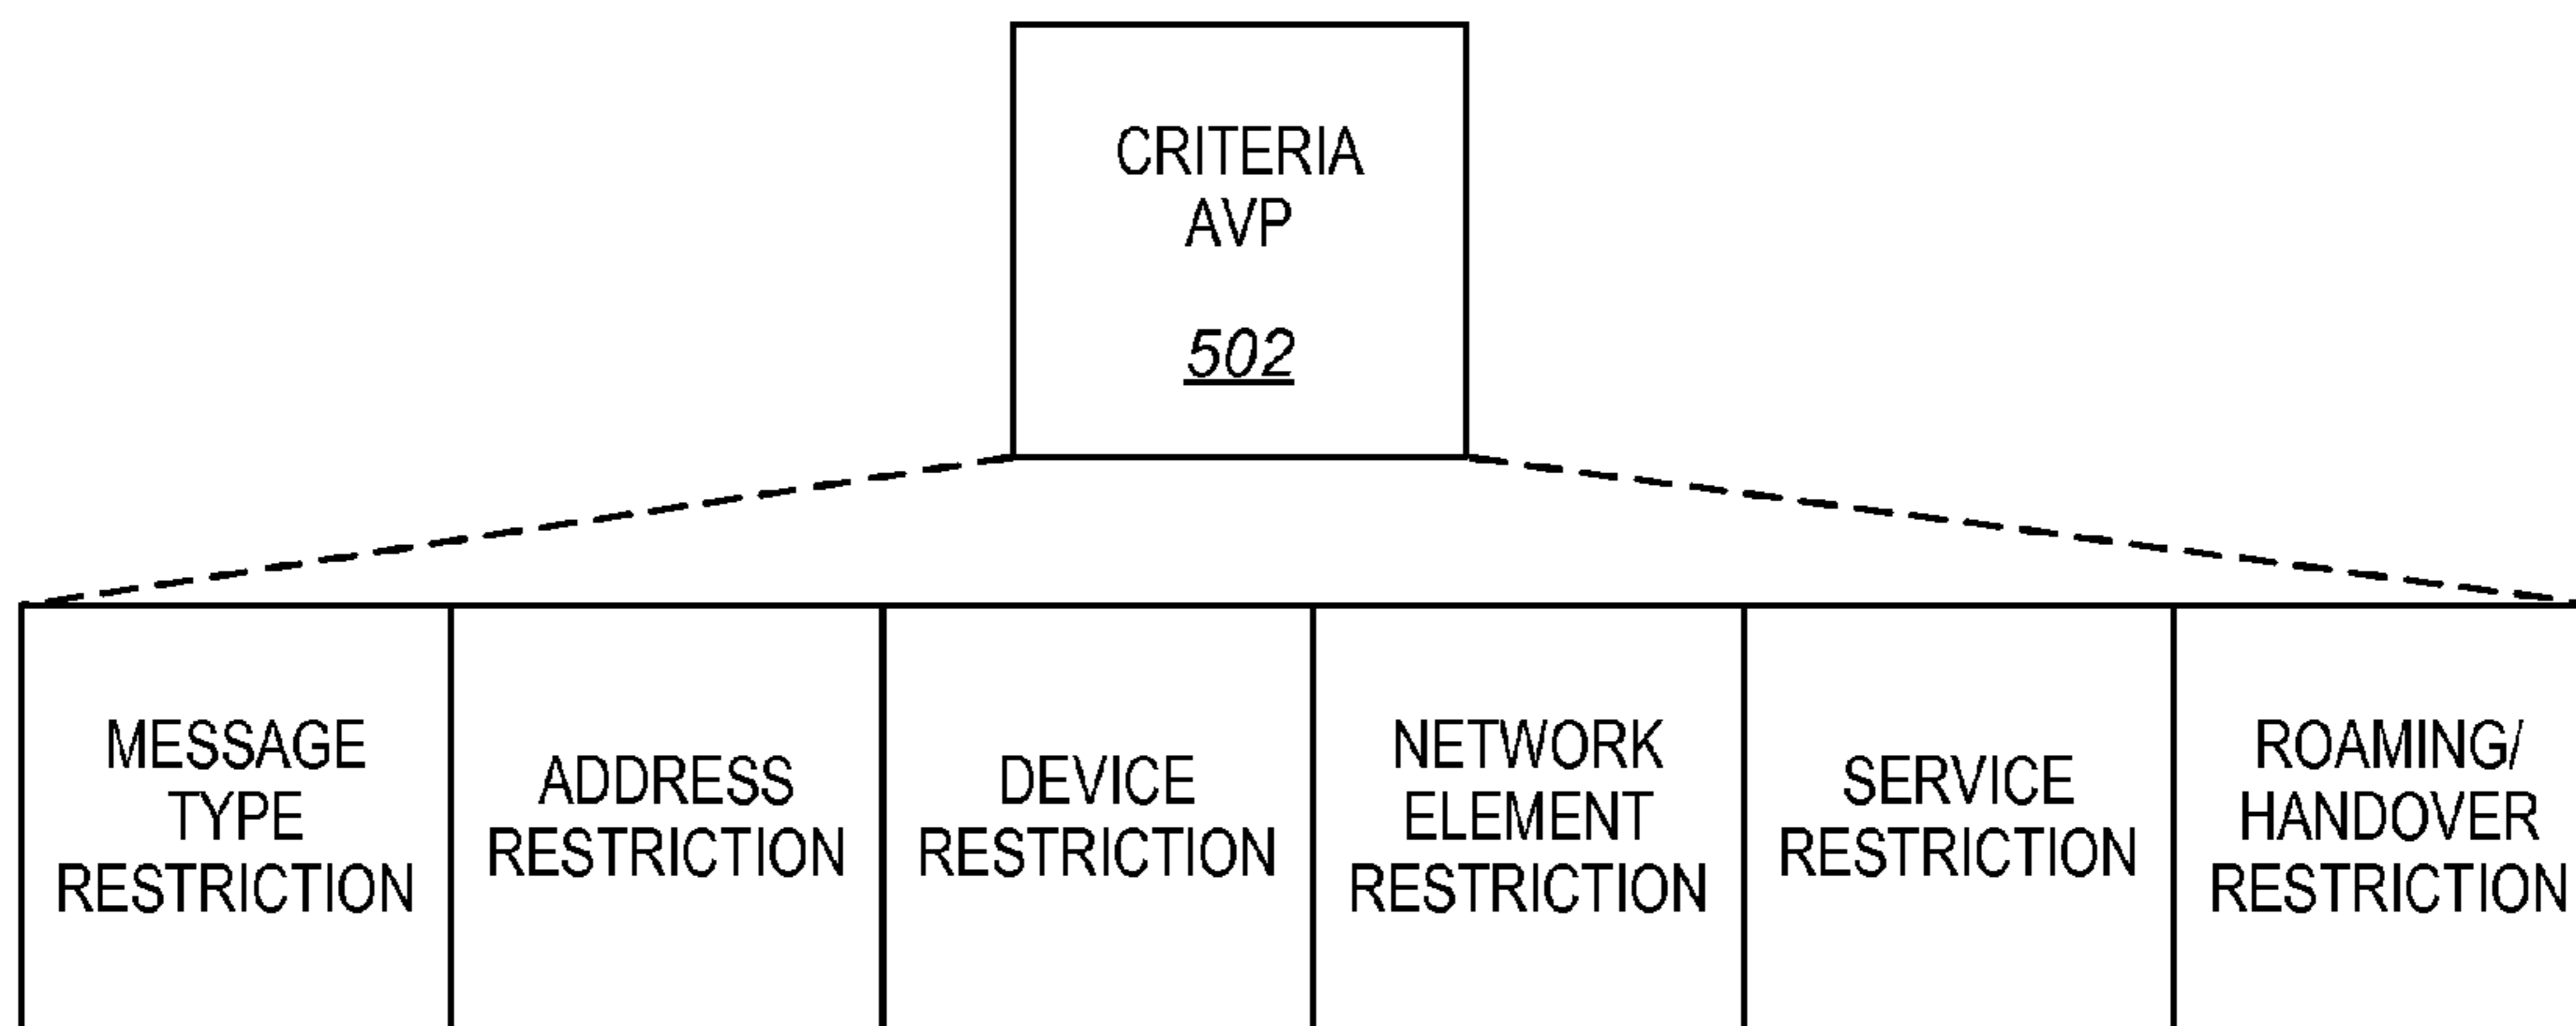 CRITERIA
AVP
502
MESSAGE
TYPE
RESTRICTION
ADDRESS
RESTRICTION
DEVICE
RESTRICTION
NETWORK
ELEMENT
RESTRICTION
SERVICE
RESTRICTION
ROAMING/
HANDOVER
RESTRICTION